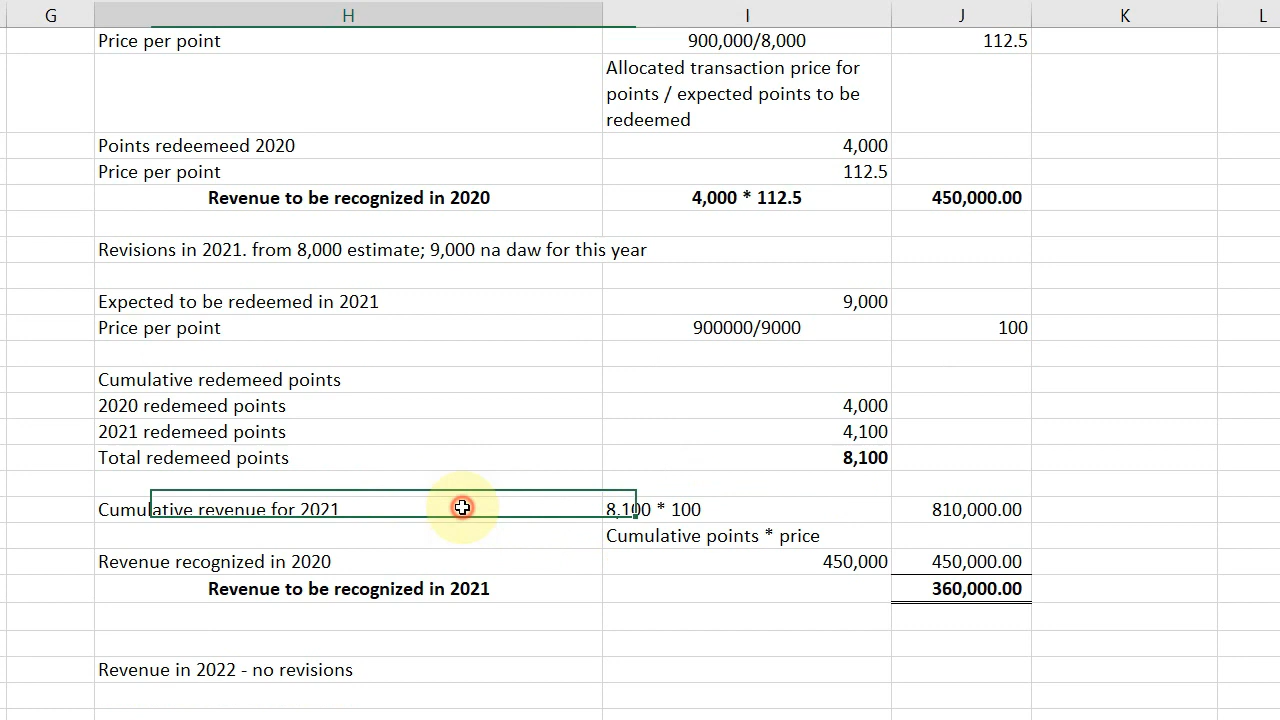 G H I J K L
Price per point 900,000/8,000 112.5
Allocated transaction price for
points / expected points to be
redeemed
Points redeemeed 2020 4,000
Price per point 112.5
Revenue to be recognized in 2020 4,000 * 112.5 450,000.00
Revisions in 2021. from 8,000 estimate; 9,000 na daw for this year
Expected to be redeemed in 2021 9,000
Price per point 900000/9000 100
Cumulative redemeed points
2020 redemeed points 4,000
2021 redemeed points 4,100
Total redemeed points 8,100
Cumulative revenue for 2021 8,100 * 100 810,000.00
Cumulative points * price
Revenue recognized in 2020 450,000 450,000.00
Revenue to be recognized in 2021 360,000.00
Revenue in 2022 - no revisions